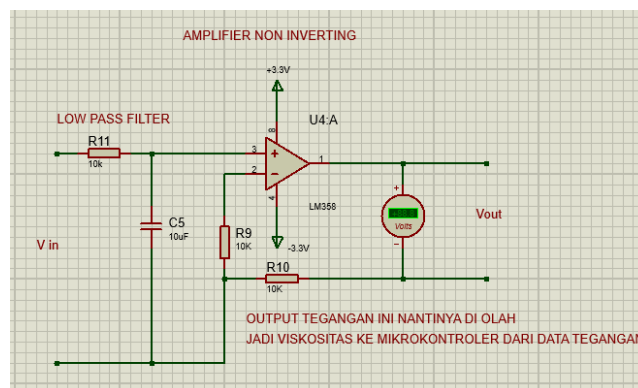 AMPLIFIER NON INVERTING
+3.3V
U4:A
LOW PASS FILTER
R11
10k
8
3
2
1
4
LM358
C5
10uF
R9
10K
-3.3V
+
Volts
Vout
V in
R10
10K
OUTPUT TEGANGAN INI NANTINYA DI OLAH
JADI VISKOSITAS KE MIKROKONTROLER DARI DATA TEGANGAN